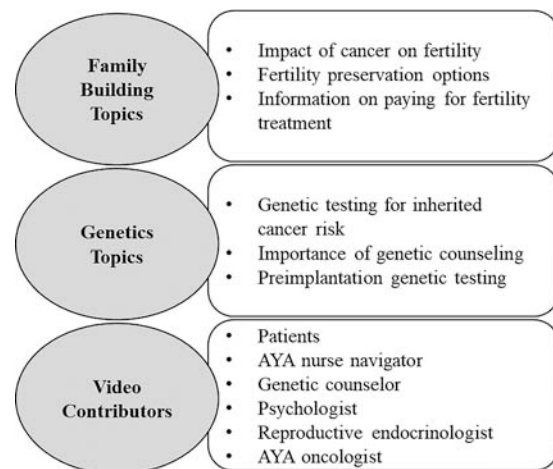 Family
Building
Topics
• Impact of cancer on fertility
• Fertility preservation options
• Information on paying for fertility
treatment
Genetics
Topics
• Genetic testing for inherited
cancer risk
• Importance of genetic counseling
• Preimplantation genetic testing
Video
Contributors
• Patients
• AYA nurse navigator
• Genetic counselor
• Psychologist
• Reproductive endocrinologist
• AYA oncologist